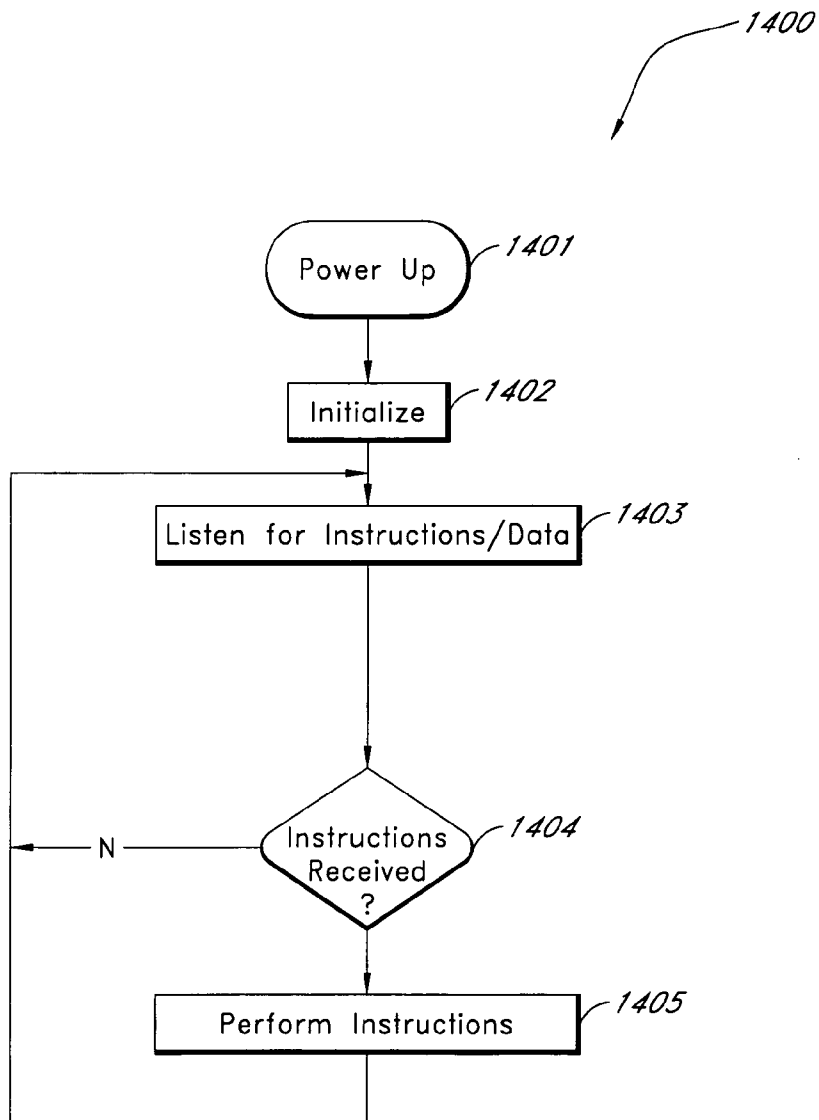 1400
Power Up
1401
Initialize
1402
Listen for Instructions/Data
1403
Instructions
Received
?
1404
N
Perform Instructions
1405